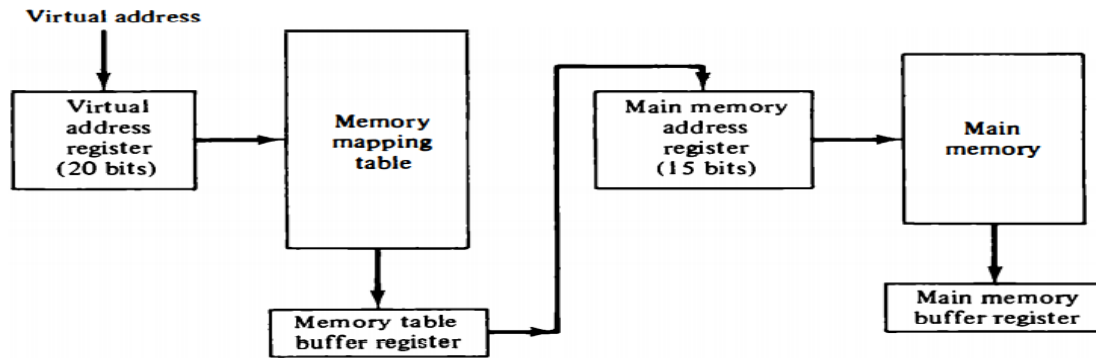 Virtual address
Virtual
address
register
(20 bits)
Memory
mapping
table
Memory table
buffer register
Main memory
address
register
(15 bits)
Main
memory
Main memory
buffer register